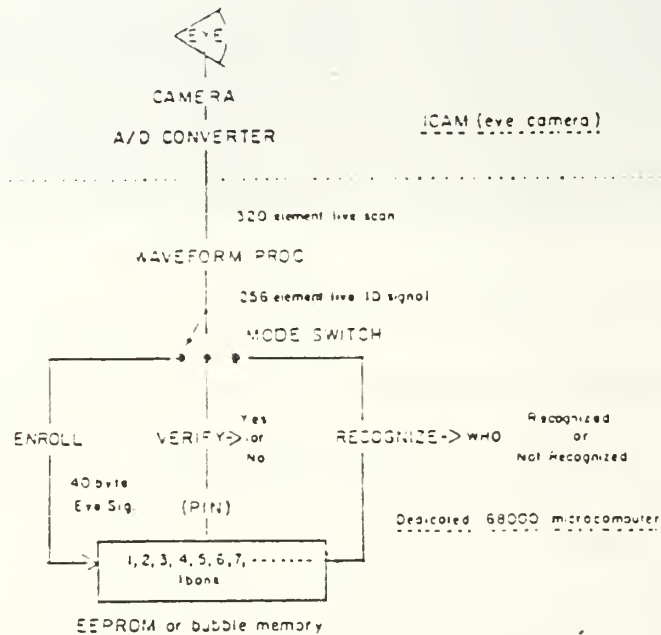 EYE
CAMERA
A/D CONVERTER
ICAM (eye camera)
320 element live scan
WAVEFORM PROC
256 element live ID signal
MODE SWITCH
ENROLL
VERIFY->
Yes
or
No
RECOGNIZE->
WHO
Recognized
or
Not Recognized
40 byte
Eye Sig.
(PIN)
Dedicated 68000 microcomputer
1, 2, 3, 4, 5, 6, 7, -------
EEPROM or bubble memory